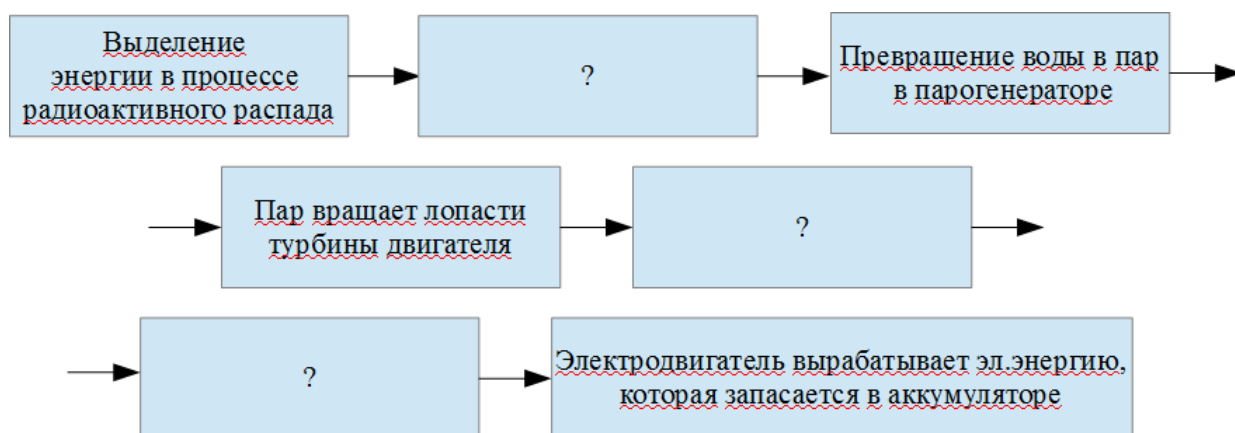 Выделение
энергии в процессе
радиоактивного распада
?
Превращение воды в пар
в парогенераторе
Пар вращает лопасти
турбины двигателя
?
?
Электродвигатель вырабатывает эл.энергию,
которая запасается в аккумуляторе